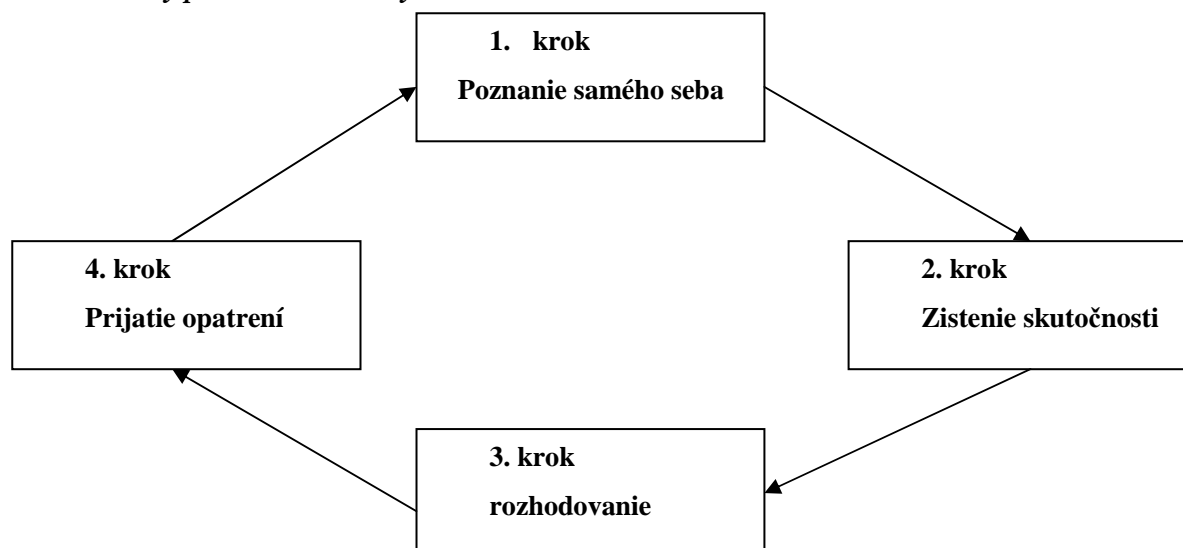 1. krok
Poznanie samého seba
4. krok
Prijatie opatrení
2. krok
Zistenie skutočnosti
3. krok
rozhodovanie